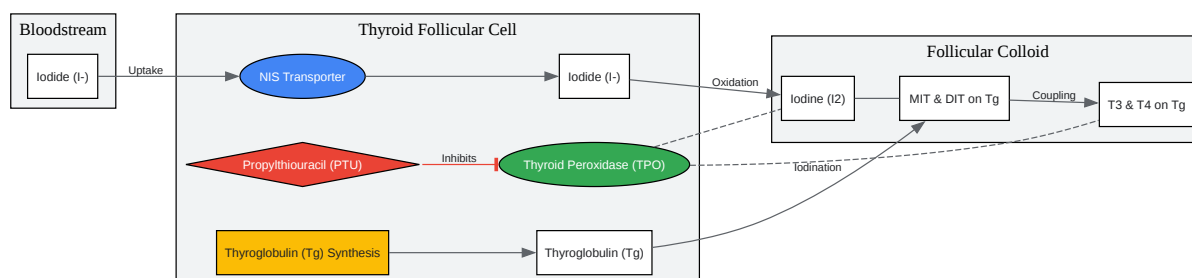 Bloodstream
Iodide (I-)
Uptake
Thyroid Follicular Cell
NIS Transporter
Iodide (I-)
Oxidation
Propylthiouracil (PTU)
Inhibits
Thyroid Peroxidase (TPO)
Thyroglobulin (Tg) Synthesis
Thyroglobulin (Tg)
Iodination
Follicular Colloid
Iodine (I2)
MIT & DIT on Tg
Coupling
T3 & T4 on Tg